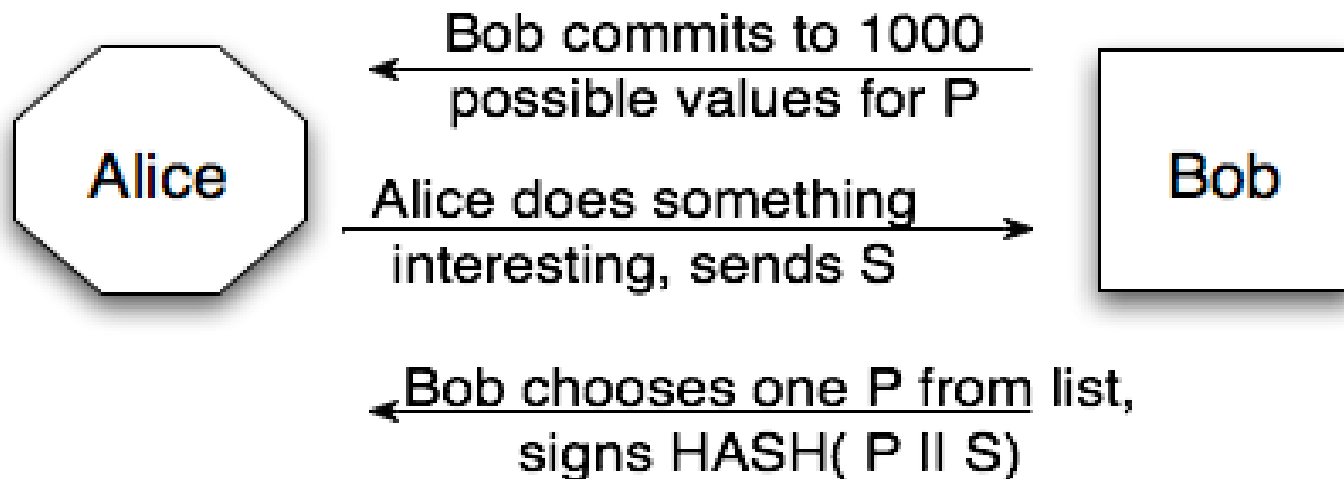 Bob commits to 1000
possible values for P
Alice
Bob
Alice does something
interesting, sends S
Bob chooses one P from list,
signs HASH( P II S)